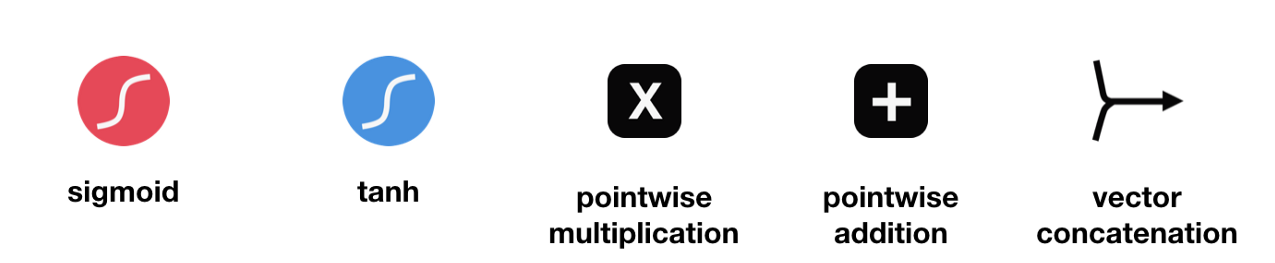 X
+
sigmoid
tanh
pointwise
multiplication
pointwise
addition
vector
concatenation